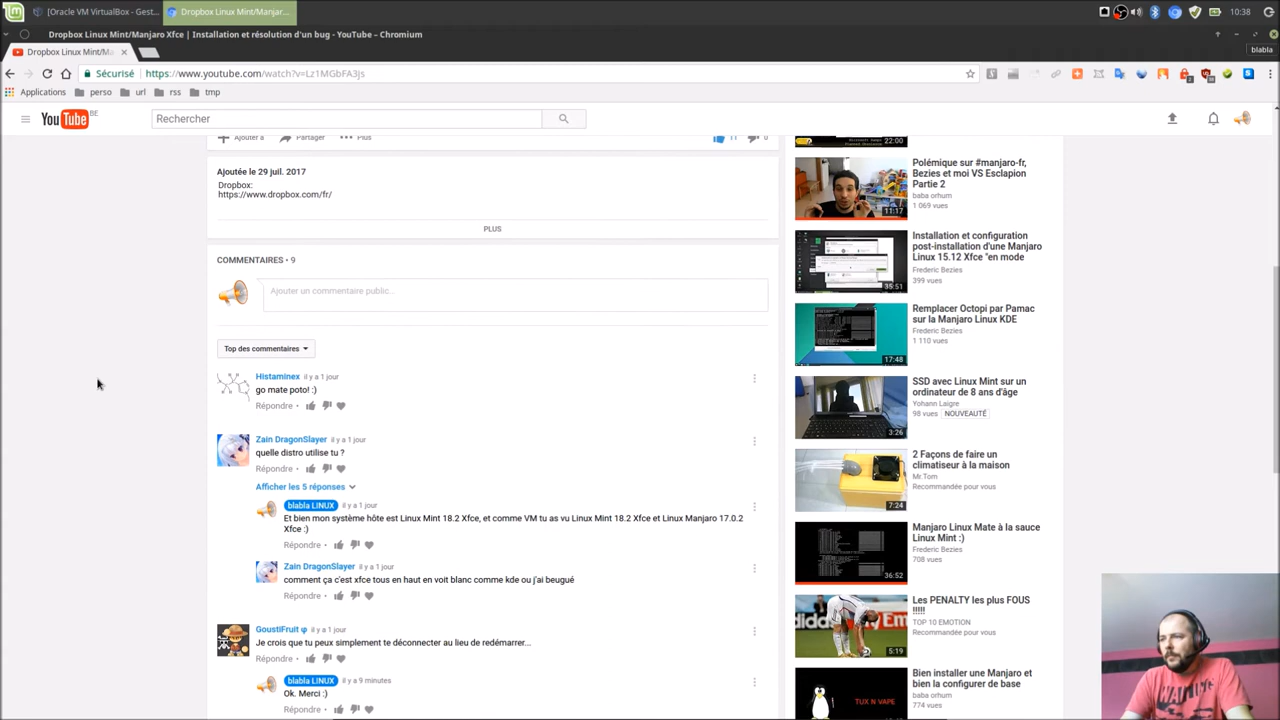 [Oracle VM VirtualBox - Gest...
Dropbox Linux Mint/Manjar...
10:38
Dropbox Linux Mint/Manjaro Xfce | Installation et résolution d'un bug - YouTube – Chromium
blabla
Dropbox Linux Mint/Ma
Sécurisé
https://www.youtube.com/watch?v=Lz1MGbFA3Js
Applications
perso
url
rss
tmp
YouTube BE
Rechercher
Ajouter à
Partager
Plus
11
0
Ajoutée le 29 juil. 2017
Dropbox:
https://www.dropbox.com/fr/
PLUS
COMMENTAIRES • 9
Ajouter un commentaire public...
Top des commentaires
Histaminex il y a 1 jour
go mate poto! :)
Répondre •
Zain DragonSlayer il y a 1 jour
quelle distro utilise tu ?
Répondre •
Afficher les 5 réponses
blabla LINUX il y a 1 jour
Et bien mon système hôte est Linux Mint 18.2 Xfce, et comme VM tu as vu Linux Mint 18.2 Xfce et Linux Manjaro 17.0.2
Xfce :)
Répondre •
Zain DragonSlayer il y a 1 jour
comment ça c'est xfce tous en haut en voit blanc comme kde ou j'ai beugué
Répondre •
GoustiFruit φ il y a 1 jour
Je crois que tu peux simplement te déconnecter au lieu de redémarrer...
Répondre •
blabla LINUX il y a 9 minutes
Ok. Merci :)
Répondre •
22:00
Polémique sur #manjaro-fr,
Bezies et moi VS Esclapion
Partie 2
baba orhum
1 069 vues
11:17
Installation et configuration
post-installation d'une Manjaro
Linux 15.12 Xfce "en mode
Frederic Bezies
399 vues
35:51
Remplacer Octopi par Pamac
sur la Manjaro Linux KDE
Frederic Bezies
1 110 vues
17:48
SSD avec Linux Mint sur un
ordinateur de 8 ans d'âge
Yohann Laigre
98 vues NOUVEAUTÉ
3:26
2 Façons de faire un
climatiseur à la maison
Mr.Tom
Recommandée pour vous
7:24
Manjaro Linux Mate à la sauce
Linux Mint :)
Frederic Bezies
708 vues
36:52
Les PENALTY les plus FOUS
!!!!!
TOP 10 EMOTION
Recommandée pour vous
5:19
Bien installer une Manjaro et
bien la configurer de base
baba orhum
774 vues
TUX N VAPE